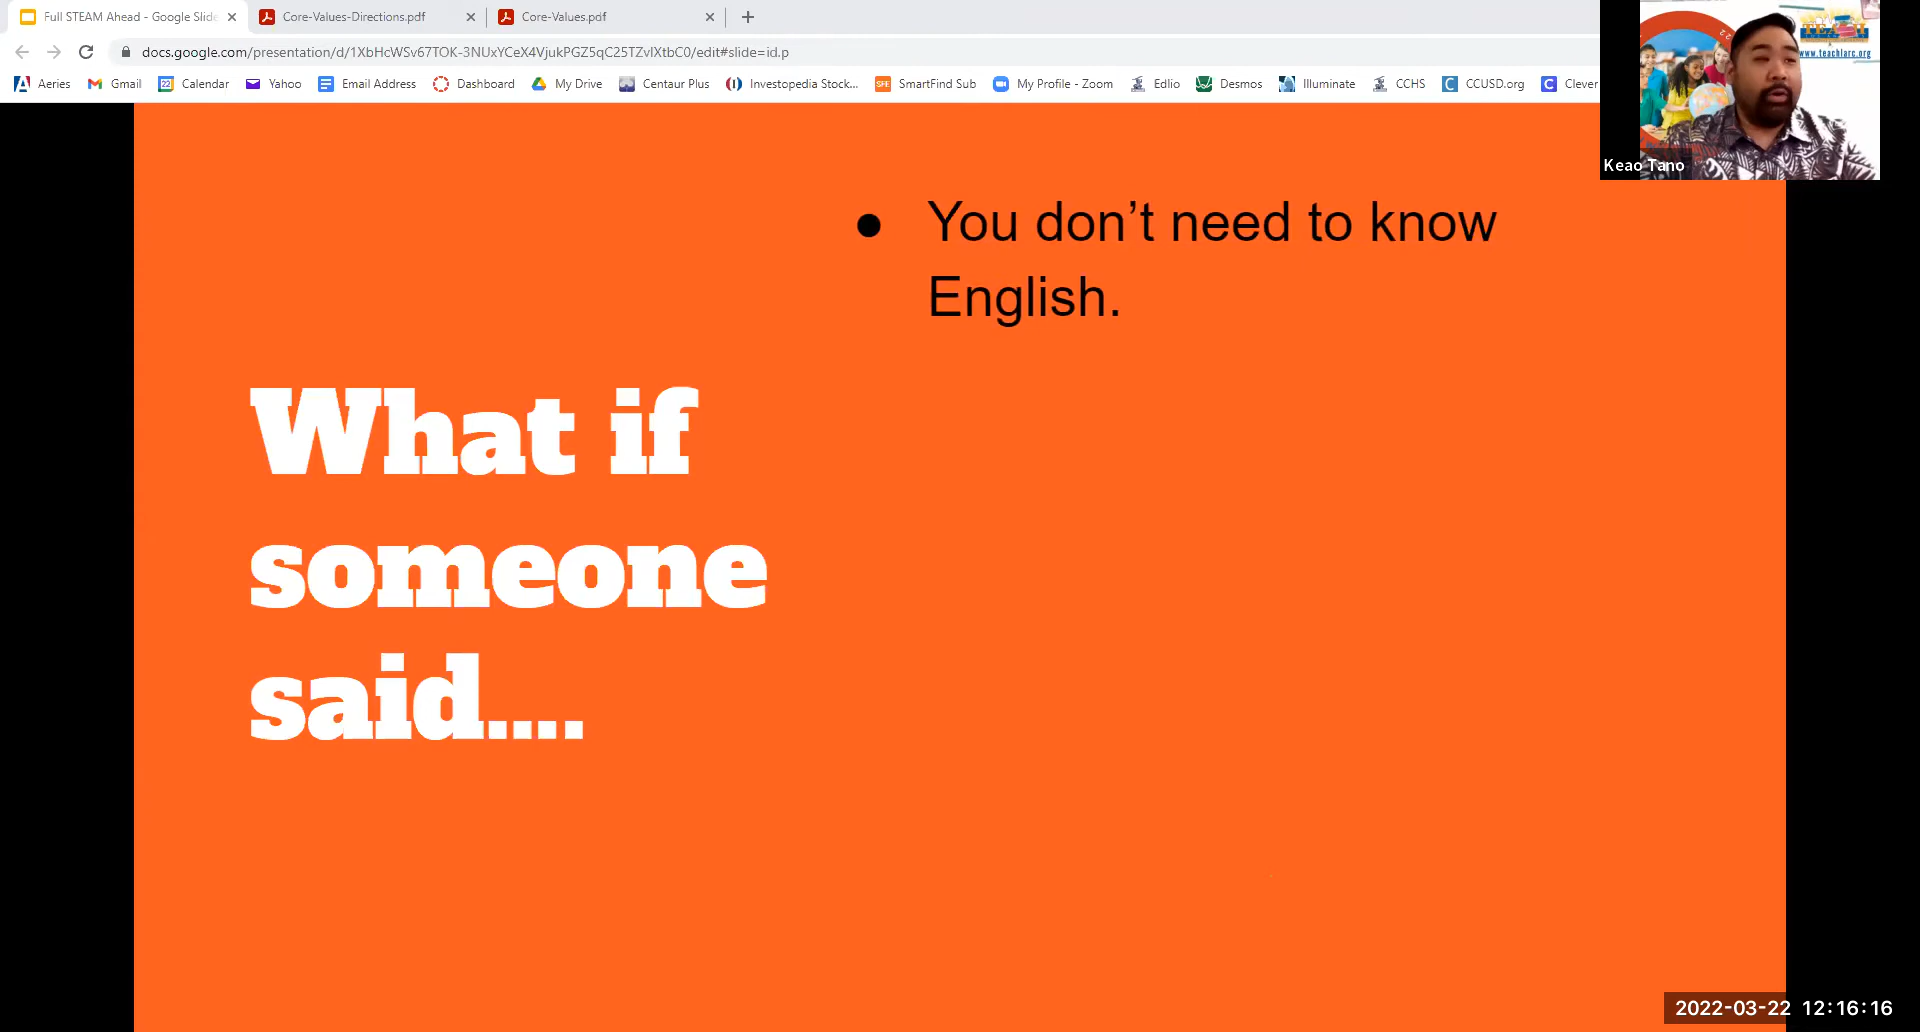 Full STEAM Ahead - Google Slide
Core-Values-Directions.pdf
Core-Values.pdf
docs.google.com/presentation/d/1XbHcWSv67TOK-3NUxYCeX4VjukPGZ5qC25TZvlXtbC0/edit#slide=id.p
Aeries Gmail Calendar Yahoo Email Address Dashboard My Drive Centaur Plus Investopedia Stock... SmartFind Sub My Profile - Zoom Edlio Desmos Illuminate CCHS CCUSD.org Clever
www.teachlarc.org
Keao Tano
● You don’t need to know
English.
What if
someone
said....
2022-03-22 12:16:16